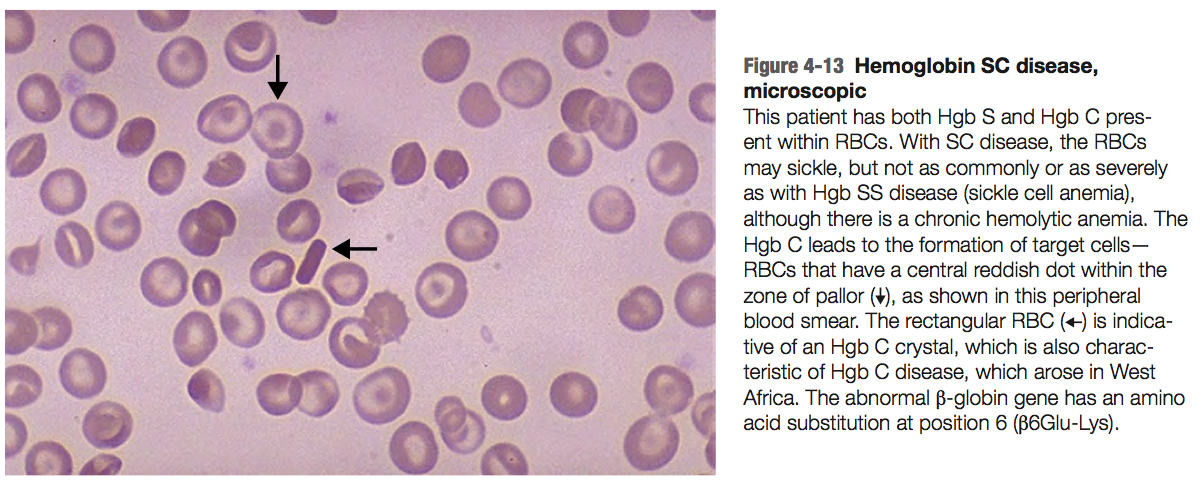 Figure 4-13 Hemoglobin SC disease,
microscopic
This patient has both Hgb S and Hgb C pres-
ent within RBCs. With SC disease, the RBCs
may sickle, but not as commonly or as severely
as with Hgb SS disease (sickle cell anemia),
although there is a chronic hemolytic anemia. The
Hgb C leads to the formation of target cells—
RBCs that have a central reddish dot within the
zone of pallor (↓), as shown in this peripheral
blood smear. The rectangular RBC (←) is indica-
tive of an Hgb C crystal, which is also charac-
teristic of Hgb C disease, which arose in West
Africa. The abnormal β-globin gene has an amino
acid substitution at position 6 (β6Glu-Lys).